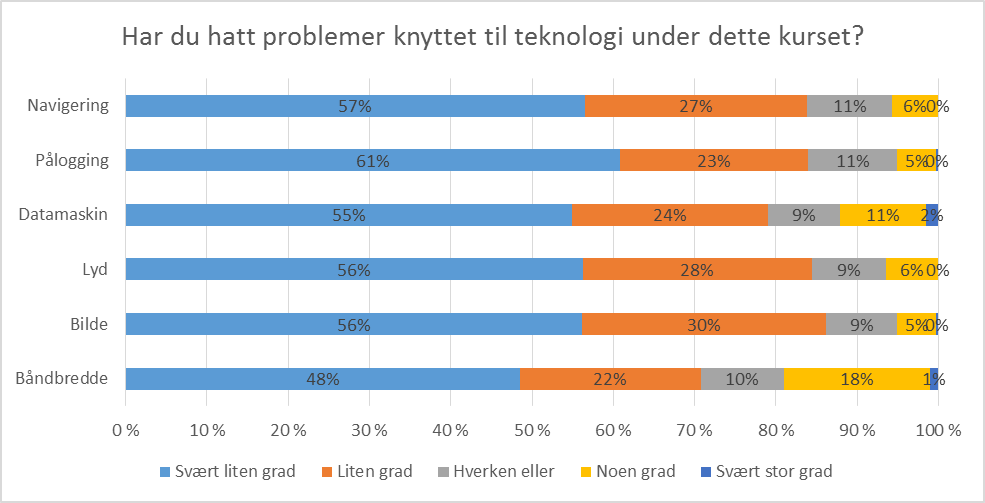 Har du hatt problemer knyttet til teknologi under dette kurset?
Navigering 57% 27% 11% 6% 0%
Pålogging 61% 23% 11% 5% 0%
Datamaskin 55% 24% 9% 11% 2%
Lyd 56% 28% 9% 6% 0%
Bilde 56% 30% 9% 5% 0%
Båndbredde 48% 22% 10% 18% 1%
0 % 10 % 20 % 30 % 40 % 50 % 60 % 70 % 80 % 90 % 100 %
Svært liten grad Liten grad Hverken eller Noen grad Svært stor grad